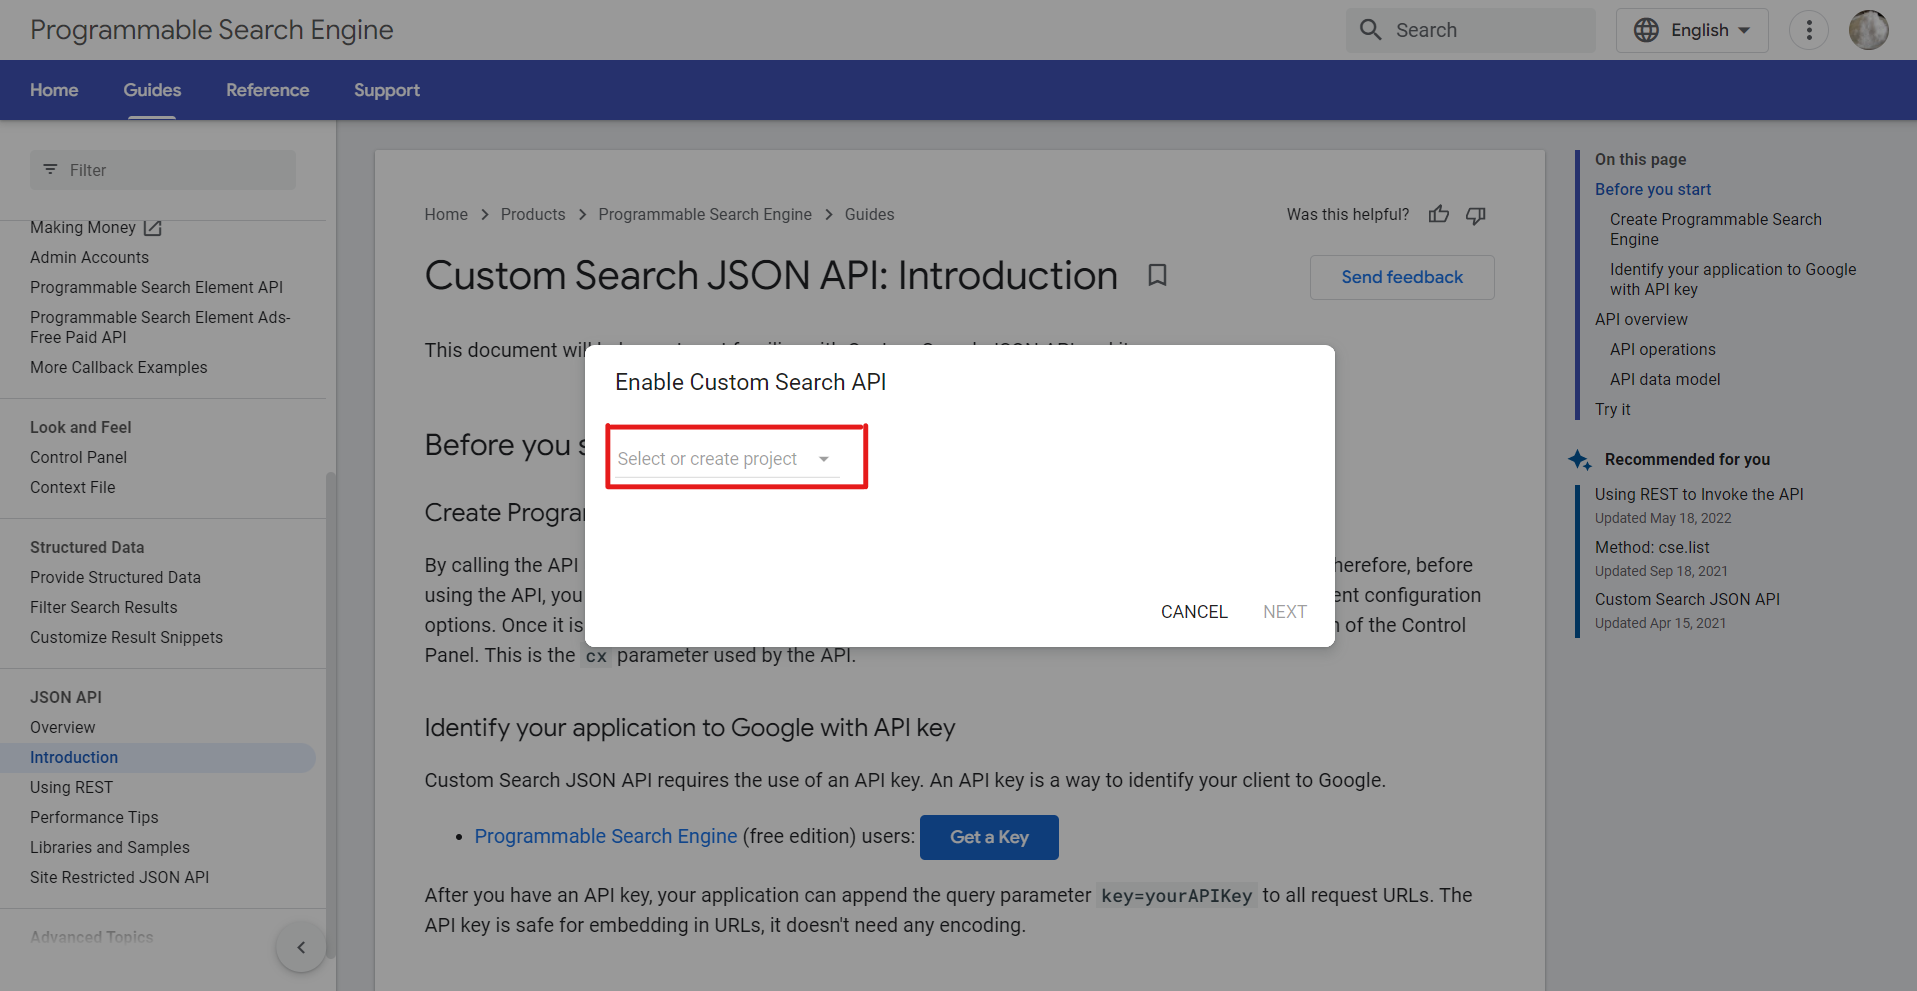 Programmable Search Engine
Search
English
Home
Guides
Reference
Support
Filter
Making Money
Admin Accounts
Programmable Search Element API
Programmable Search Element Ads-
Free Paid API
More Callback Examples
Look and Feel
Control Panel
Context File
Structured Data
Provide Structured Data
Filter Search Results
Customize Result Snippets
JSON API
Overview
Introduction
Using REST
Performance Tips
Libraries and Samples
Site Restricted JSON API
Advanced Topics
Home
Products
Programmable Search Engine
Guides
Was this helpful?
Custom Search JSON API: Introduction
Send feedback
This document
Enable Custom Search API
Select or create project
CANCEL
NEXT
Before you
Create
By calling the API
herefore, before
using the API, you
configuration
options. Once it is
of the Control
Panel. This is the cx parameter used by the API.
Identify your application to Google with API key
Custom Search JSON API requires the use of an API key. An API key is a way to identify your client to Google.
• Programmable Search Engine (free edition) users: Get a Key
After you have an API key, your application can append the query parameter key=yourAPIKey to all request URLs. The
API key is safe for embedding in URLs, it doesn't need any encoding.
On this page
Before you start
Create Programmable Search
Engine
Identify your application to Google
with API key
API overview
API operations
API data model
Try it
Recommended for you
Using REST to Invoke the API
Updated May 18, 2022
Method: cse.list
Updated Sep 18, 2021
Custom Search JSON API
Updated Apr 15, 2021